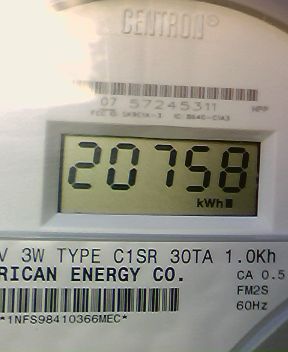 CENTRON®
07 57245311
20758
kWh
V 3W TYPE C1SR 30TA 1.0Kh
RICAN ENERGY CO.
CA 0.5
FM2S
60Hz
*1NFS98410366MEC*